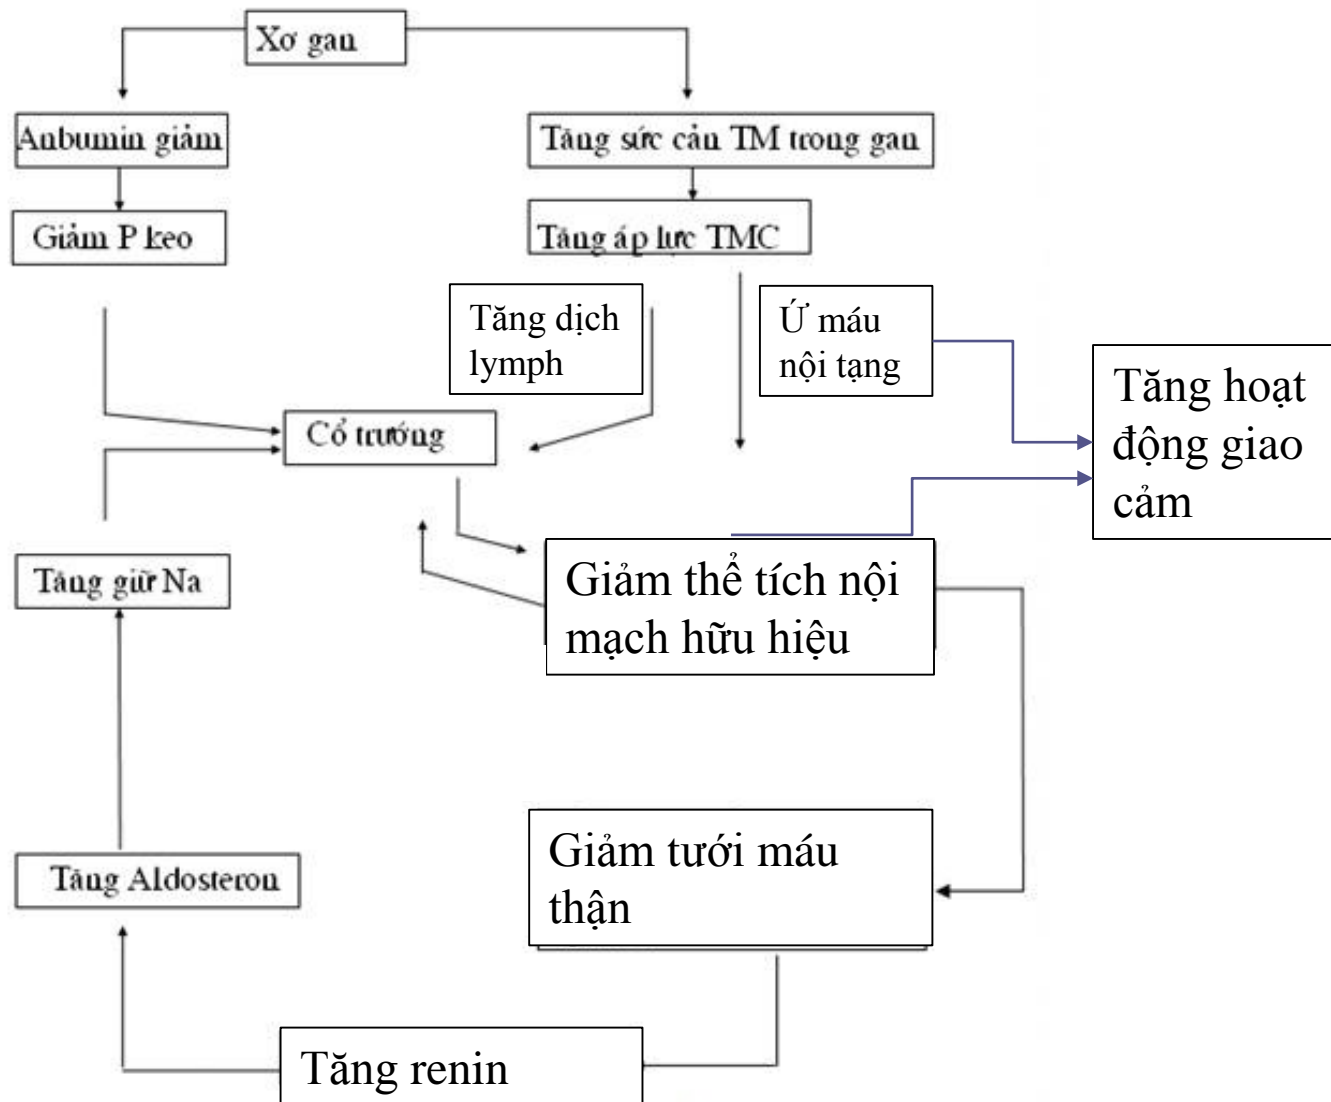 Xơ gan
Anbumin giảm
Tăng sức cản TM trong gan
Giảm P keo
Tăng áp lực TMC
Tăng dịch
lymph
Ứ máu
nội tạng
Tăng hoạt
động giao
cảm
Cổ trướng
Tăng giữ Na
Giảm thể tích nội
mạch hữu hiệu
Giảm tưới máu
thận
Tăng Aldosteron
Tăng renin